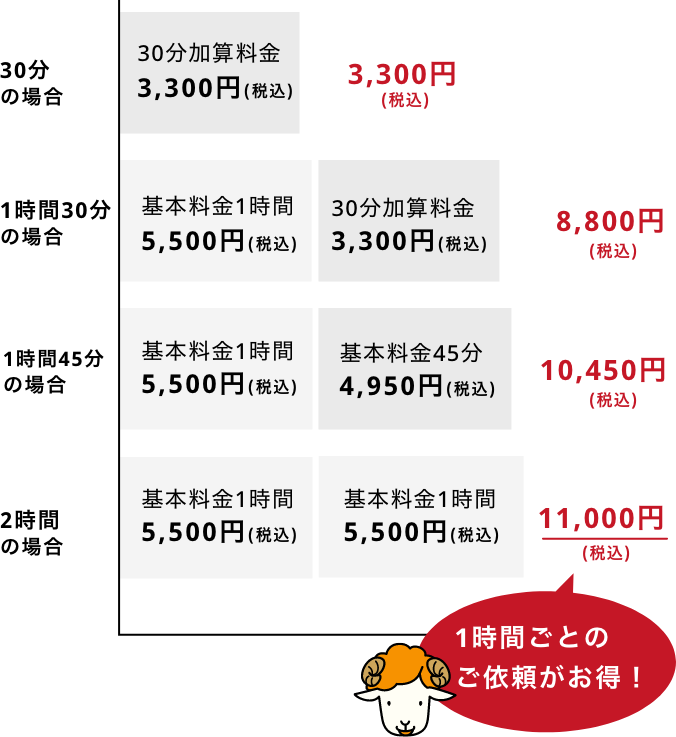 30分
の場合
30分加算料金
3,300円(税込)
3,300円
(税込)
1時間30分
の場合
基本料金1時間
5,500円(税込)
30分加算料金
3,300円(税込)
8,800円
(税込)
1時間45分
の場合
基本料金1時間
5,500円(税込)
基本料金45分
4,950円(税込)
10,450円
(税込)
2時間
の場合
基本料金1時間
5,500円(税込)
基本料金1時間
5,500円(税込)
11,000円
(税込)
1時間ごとの
ご依頼がお得！